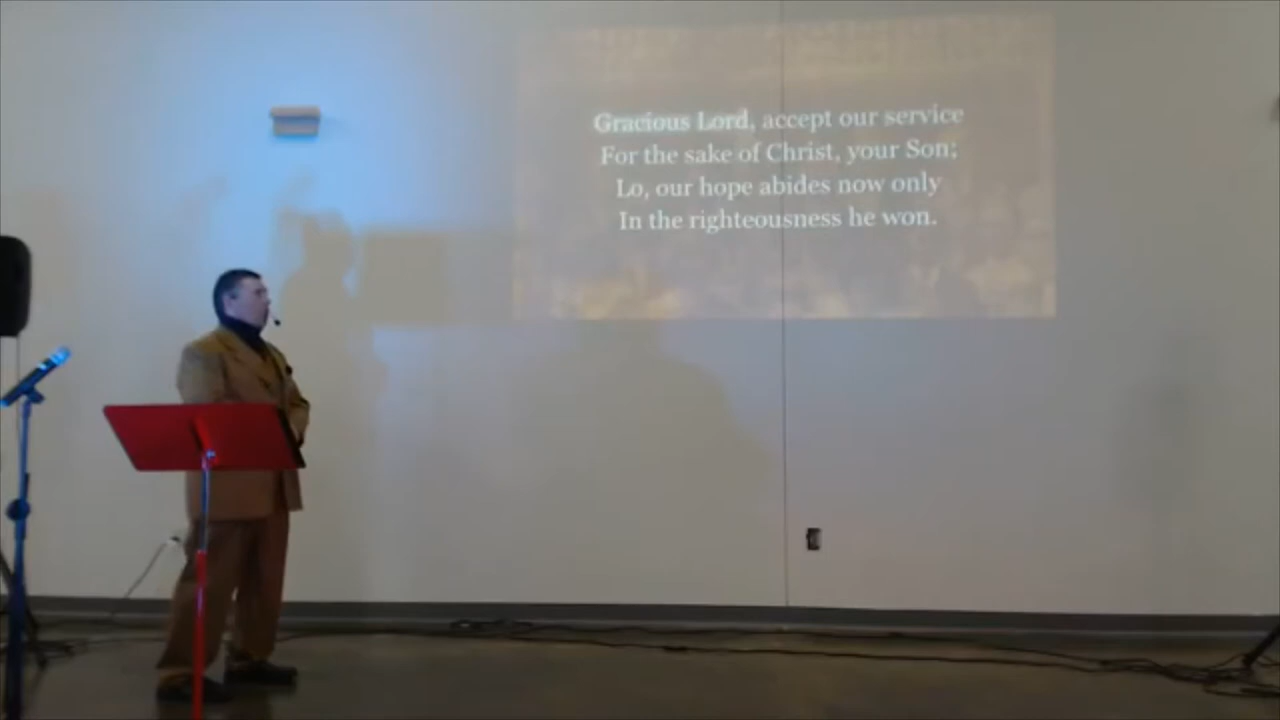 Gracious Lord, accept our service
For the sake of Christ, your Son;
Lo, our hope abides now only
In the righteousness he won.